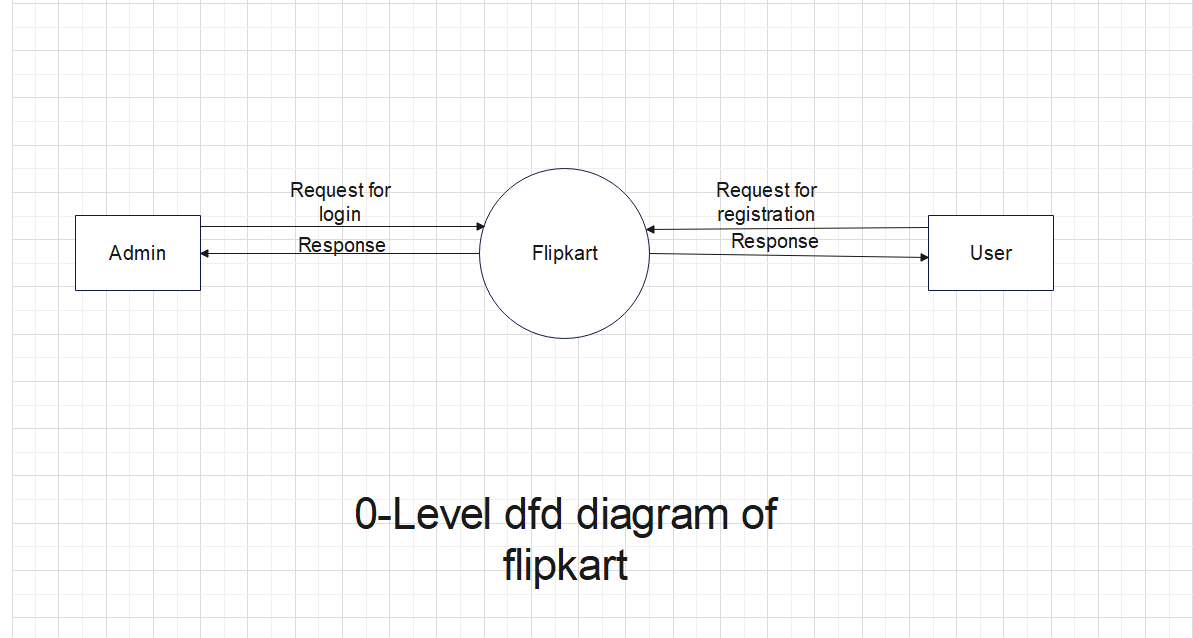 Request for
login
Request for
registration
Admin
Response
Flipkart
Response
User
0-Level dfd diagram of
flipkart